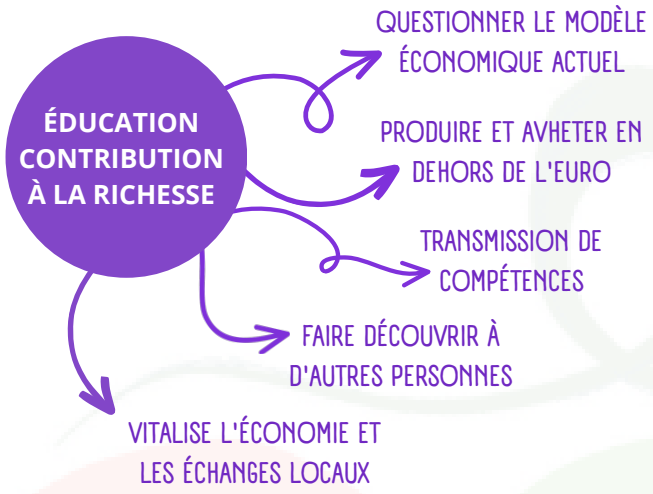 ÉDUCATION
CONTRIBUTION
À LA RICHESSE
QUESTIONNER LE MODÈLE
ÉCONOMIQUE ACTUEL
PRODUIRE ET AVHETER EN
DEHORS DE L'EURO
TRANSMISSION DE
COMPÉTENCES
FAIRE DÉCOUVRIR À
D'AUTRES PERSONNES
VITALISE L'ÉCONOMIE ET
LES ÉCHANGES LOCAUX